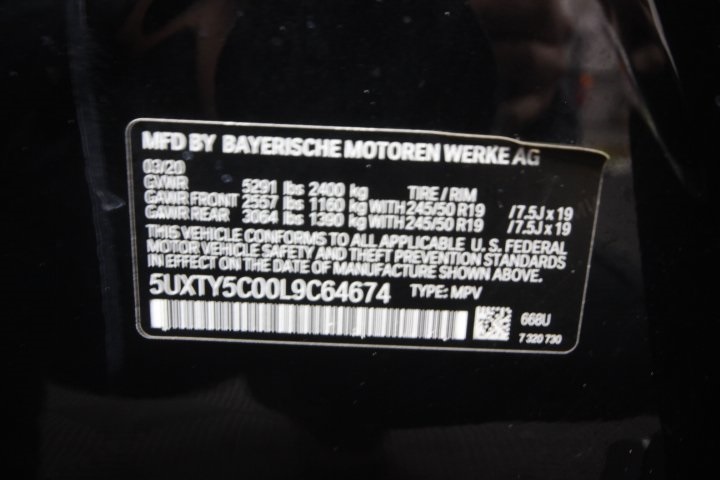 MFD BY BAYERISCHE MOTOREN WERKE AG
03/20
GVWR 5291 lbs 2400 kg TIRE / RIM
GAWR FRONT 2557 lbs 1160 kg WITH 245/50 R19 /7.5J x 19
GAWR REAR 3064 lbs 1390 kg WITH 245/50 R19 /7.5J x 19
THIS VEHICLE CONFORMS TO ALL APPLICABLE U.S. FEDERAL
MOTOR VEHICLE SAFETY AND THEFT PREVENTION STANDARDS
IN EFFECT ON THE DATE OF MANUFACTURE SHOWN ABOVE.
5UXTY5C00L9C64674 TYPE: MPV
668U
7 320 730